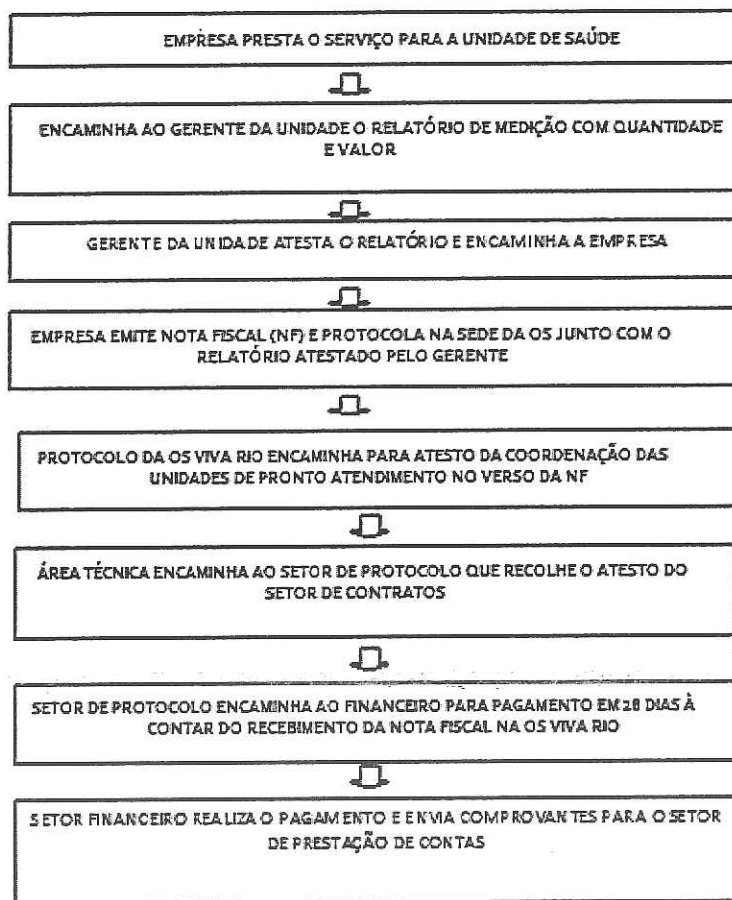 EMPRESA PRESTA O SERVIÇO PARA A UNIDADE DE SAÚDE
ENCAMINHA AO GERENTE DA UNIDADE O RELATÓRIO DE MEDIÇÃO COM QUANTIDADE
E VALOR
GERENTE DA UNIDADE ATESTA O RELATÓRIO E ENCAMINHA A EMPRESA
EMPRESA EMITE NOTA FISCAL (NF) E PROTOCOLA NA SEDE DA OS JUNTO COM O
RELATÓRIO ATESTADO PELO GERENTE
PROTOCOLO DA OS VIVA RIO ENCAMINHA PARA ATESTO DA COORDENAÇÃO DAS
UNIDADES DE PRONTO ATENDIMENTO NO VERSO DA NF
ÁREA TÉCNICA ENCAMINHA AO SETOR DE PROTOCOLO QUE RECOLHE O ATESTO DO
SETOR DE CONTRATOS
SETOR DE PROTOCOLO ENCAMINHA AO FINANCEIRO PARA PAGAMENTO EM 28 DIAS À
CONTAR DO RECEBIMENTO DA NOTA FISCAL NA OS VIVA RIO
SETOR FINANCEIRO REALIZA O PAGAMENTO E ENVIA COMPROVANTES PARA O SETOR
DE PRESTAÇÃO DE CONTAS